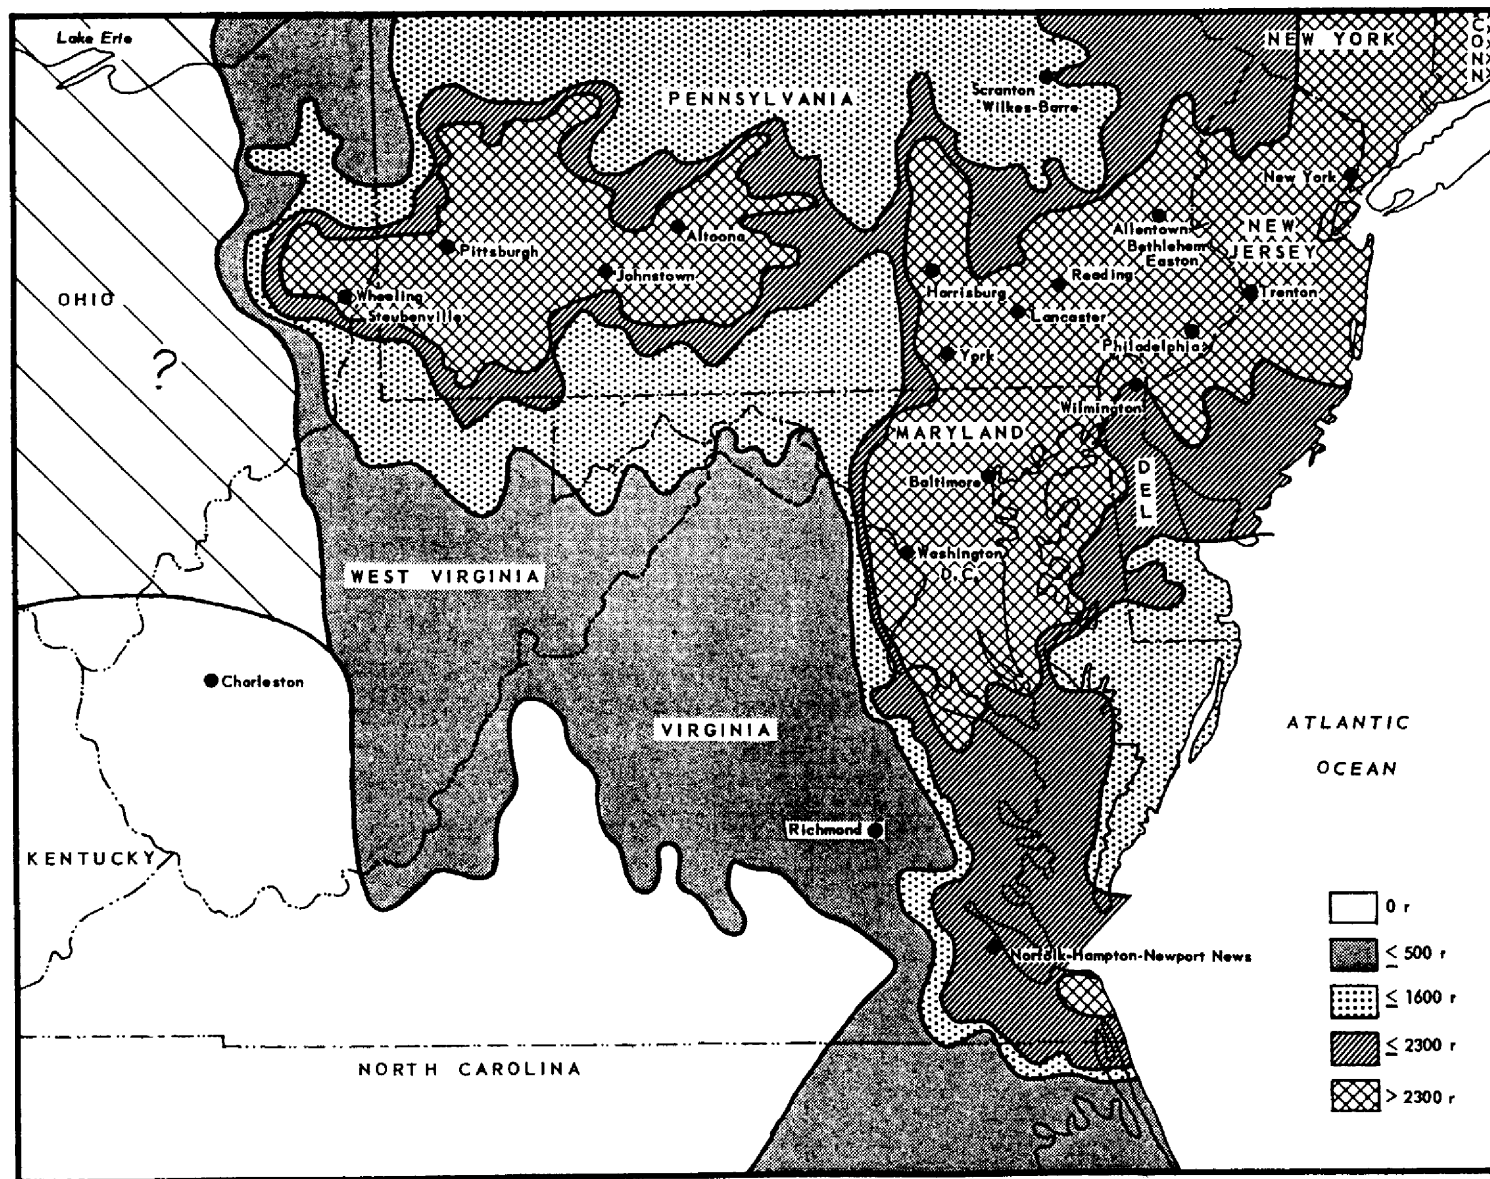 Lake Erie
NEW YORK
CONN
PENNSYLVANIA
Scranton
Wilkes-Barre
New York
Allentown
Bethlehem
Easton
NEW
JERSEY
Altoona
Pittsburgh
Johnstown
Harrisburg
Reading
Trenton
OHIO
Wheeling
Steubenville
Lancaster
?
York
Philadelphia
Wilmington
MARYLAND
DEL
Baltimore
Washington
D.C.
WEST VIRGINIA
Charleston
VIRGINIA
ATLANTIC
OCEAN
Richmond
KENTUCKY
Norfolk-Hampton-Newport News
NORTH CAROLINA
0 r
≤ 500 r
≤ 1600 r
≤ 2300 r
> 2300 r